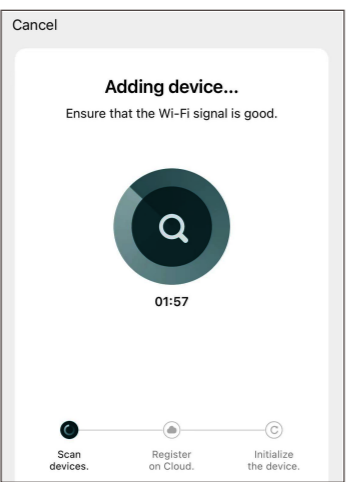 Cancel
Adding device...
Ensure that the Wi-Fi signal is good.
01:57
Scan
devices.
Register
on Cloud.
Initialize
the device.